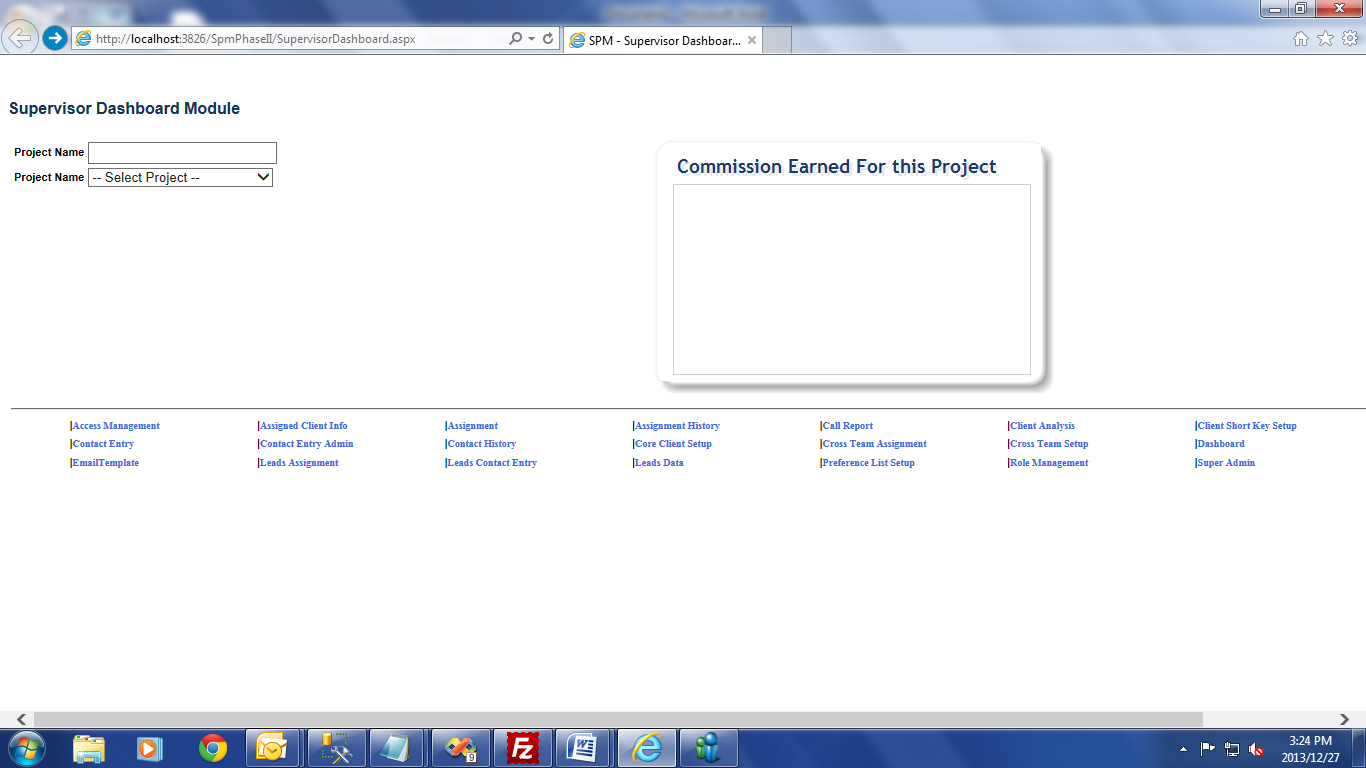 http://localhost:3826/SpmPhaseII/SupervisorDashboard.aspx
SPM - Supervisor Dashboar...
Supervisor Dashboard Module
Project Name
Project Name -- Select Project --
Commission Earned For this Project
Access Management Assigned Client Info Assignment Assignment History Call Report Client Analysis Client Short Key Setup
Contact Entry Contact Entry Admin Contact History Core Client Setup Cross Team Assignment Cross Team Setup Dashboard
EmailTemplate Leads Assignment Leads Contact Entry Leads Data Preference List Setup Role Management Super Admin
9
Fz
W
3:24 PM
2013/12/27